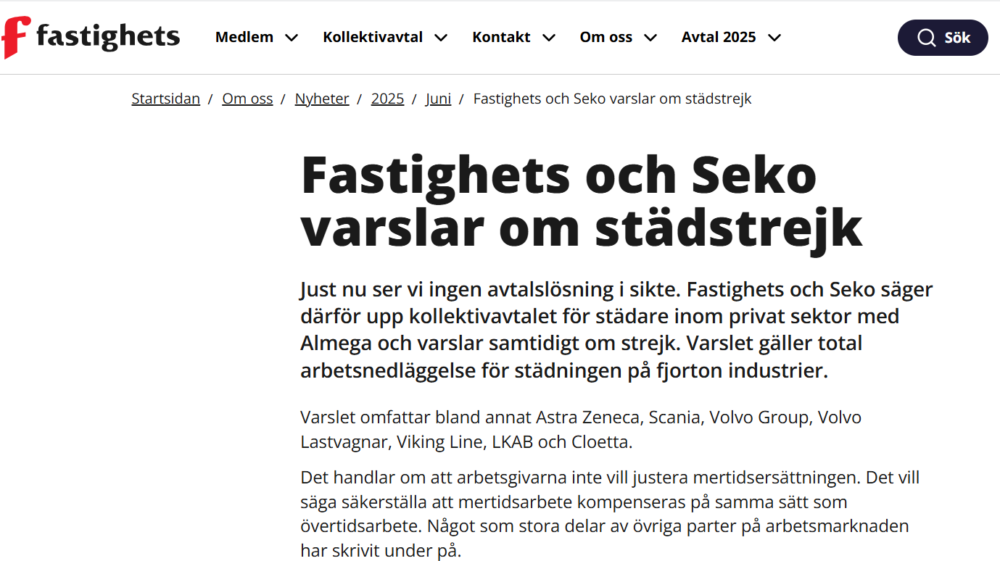 fastighets Medlem Kollektivavtal Kontakt Om oss Avtal 2025 Sök
Startsidan / Om oss / Nyheter / 2025 / Juni / Fastighets och Seko varslar om städstrejk
Fastighets och Seko
varslar om städstrejk
Just nu ser vi ingen avtalslösning i sikte. Fastighets och Seko säger
därför upp kollektivavtalet för städare inom privat sektor med
Almega och varslar samtidigt om strejk. Varslet gäller total
arbetsnedläggelse för städningen på fjorton industrier.
Varslet omfattar bland annat Astra Zeneca, Scania, Volvo Group, Volvo
Lastvagnar, Viking Line, LKAB och Cloetta.
Det handlar om att arbetsgivarna inte vill justera mertidsersättningen. Det vill
säga säkerställa att mertidsarbete kompenseras på samma sätt som
övertidsarbete. Något som stora delar av övriga parter på arbetsmarknaden
har skrivit under på.